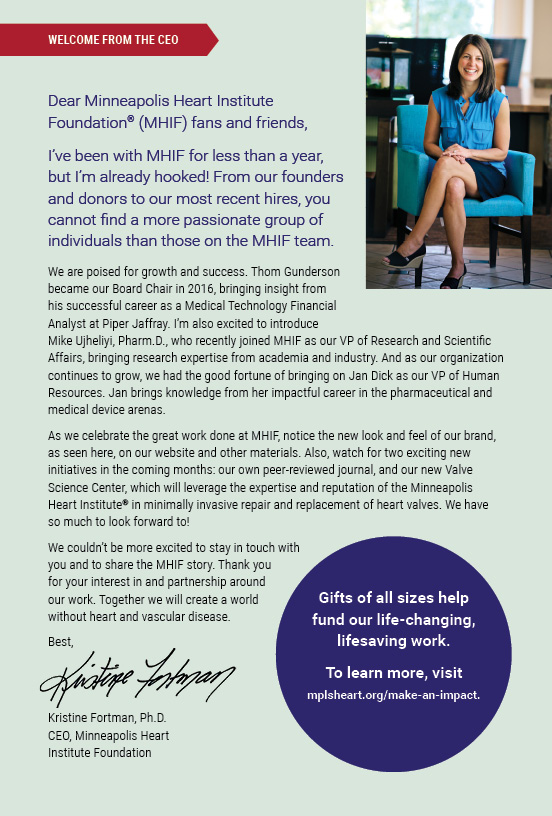 WELCOME FROM THE CEO
Dear Minneapolis Heart Institute
Foundation® (MHIF) fans and friends,
I've been with MHIF for less than a year,
but I'm already hooked! From our founders
and donors to our most recent hires, you
cannot find a more passionate group of
individuals than those on the MHIF team.
We are poised for growth and success. Thom Gunderson
became our Board Chair in 2016, bringing insight from
his successful career as a Medical Technology Financial
Analyst at Piper Jaffray. I'm also excited to introduce
Mike Ujhelyi, Pharm.D., who recently joined MHIF as our VP of Research and Scientific
Affairs, bringing research expertise from academia and industry. And as our organization
continues to grow, we had the good fortune of bringing on Jan Dick as our VP of Human
Resources. Jan brings knowledge from her impactful career in the pharmaceutical and
medical device arenas.
As we celebrate the great work done at MHIF, notice the new look and feel of our brand,
as seen here, on our website and other materials. Also, watch for two exciting new
initiatives in the coming months: our own peer-reviewed journal, and our new Valve
Science Center, which will leverage the expertise and reputation of the Minneapolis
Heart Institute® in minimally invasive repair and replacement of heart valves. We have
so much to look forward to!
We couldn't be more excited to stay in touch with
you and to share the MHIF story. Thank you
for your interest in and partnership around
our work. Together we will create a world
without heart and vascular disease.
Best,
Kristine Fortman
Kristine Fortman, Ph.D.
CEO, Minneapolis Heart
Institute Foundation
Gifts of all sizes help
fund our life-changing,
lifesaving work.
To learn more, visit
mplsheart.org/make-an-impact.